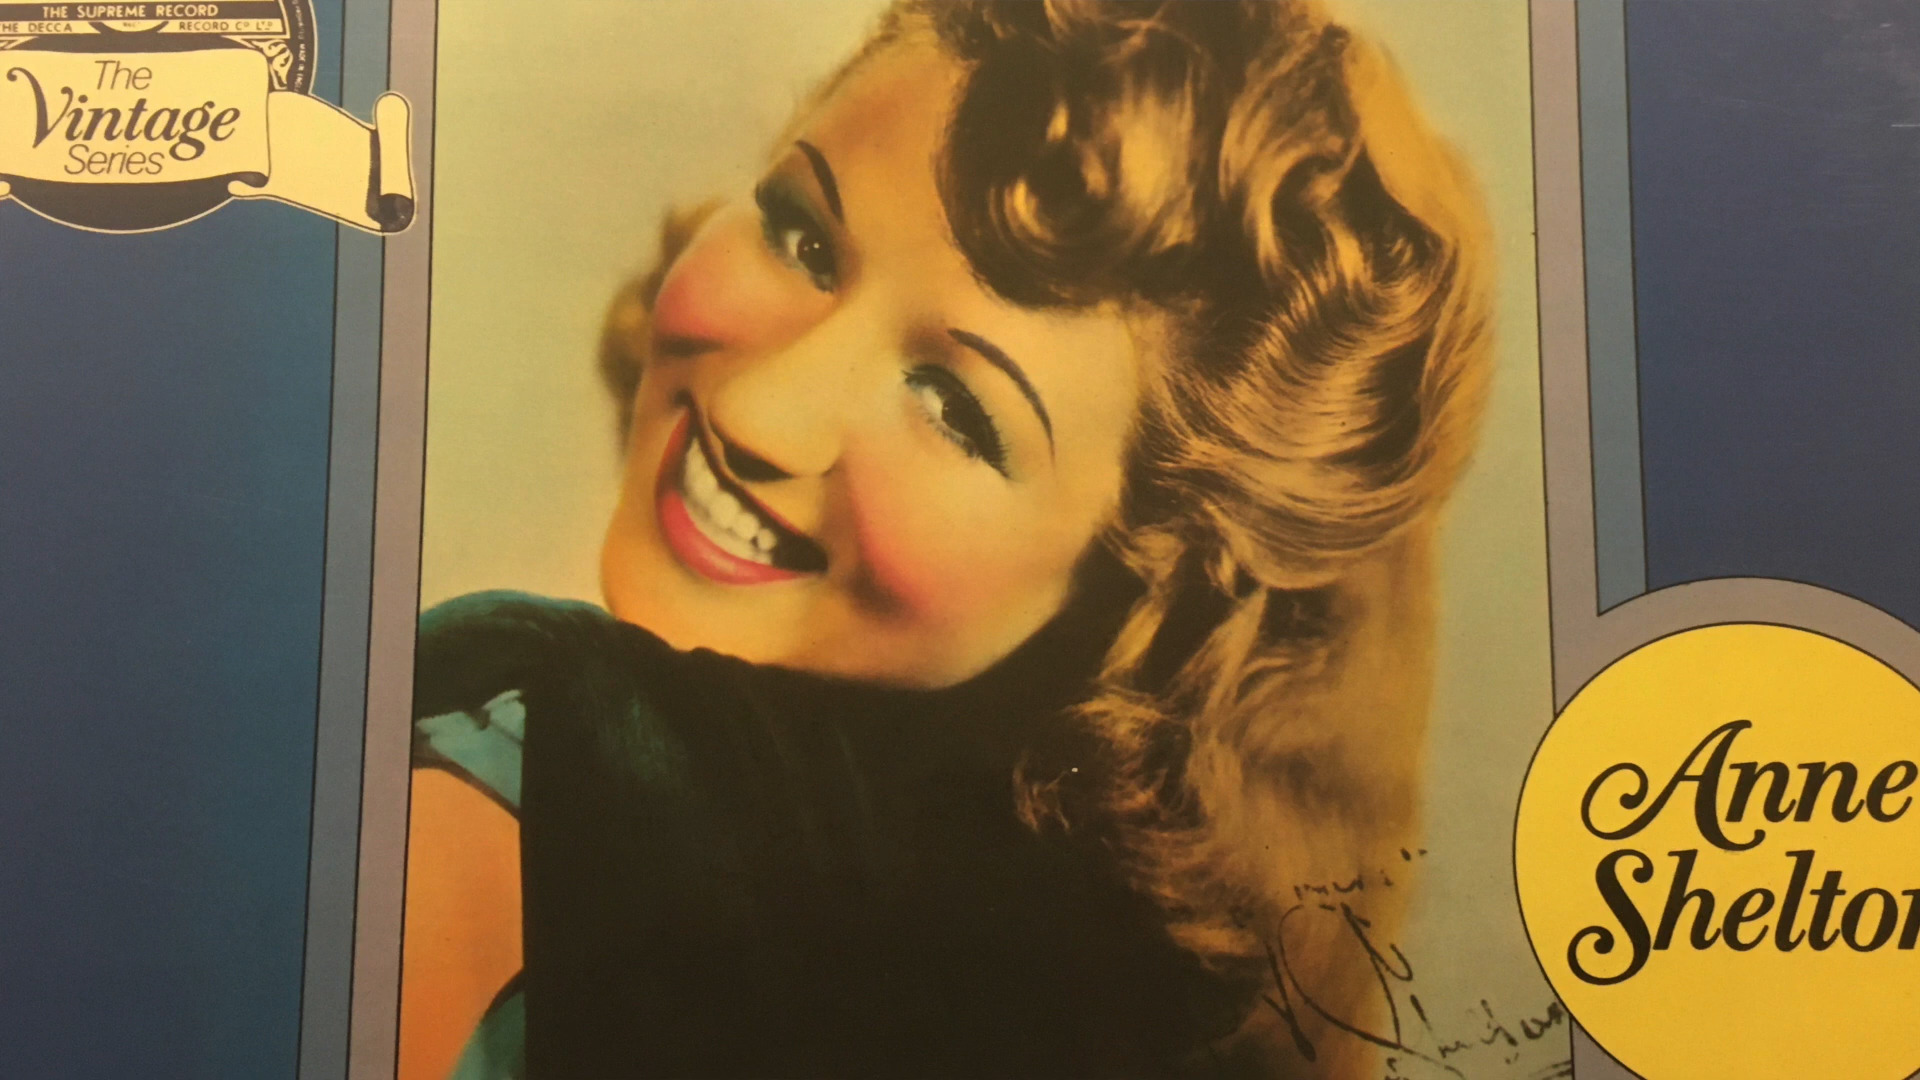 THE SUPREME RECORD
THE DECCA RECORD Cº LTD
The
Vintage
Series
Anne
Shelton